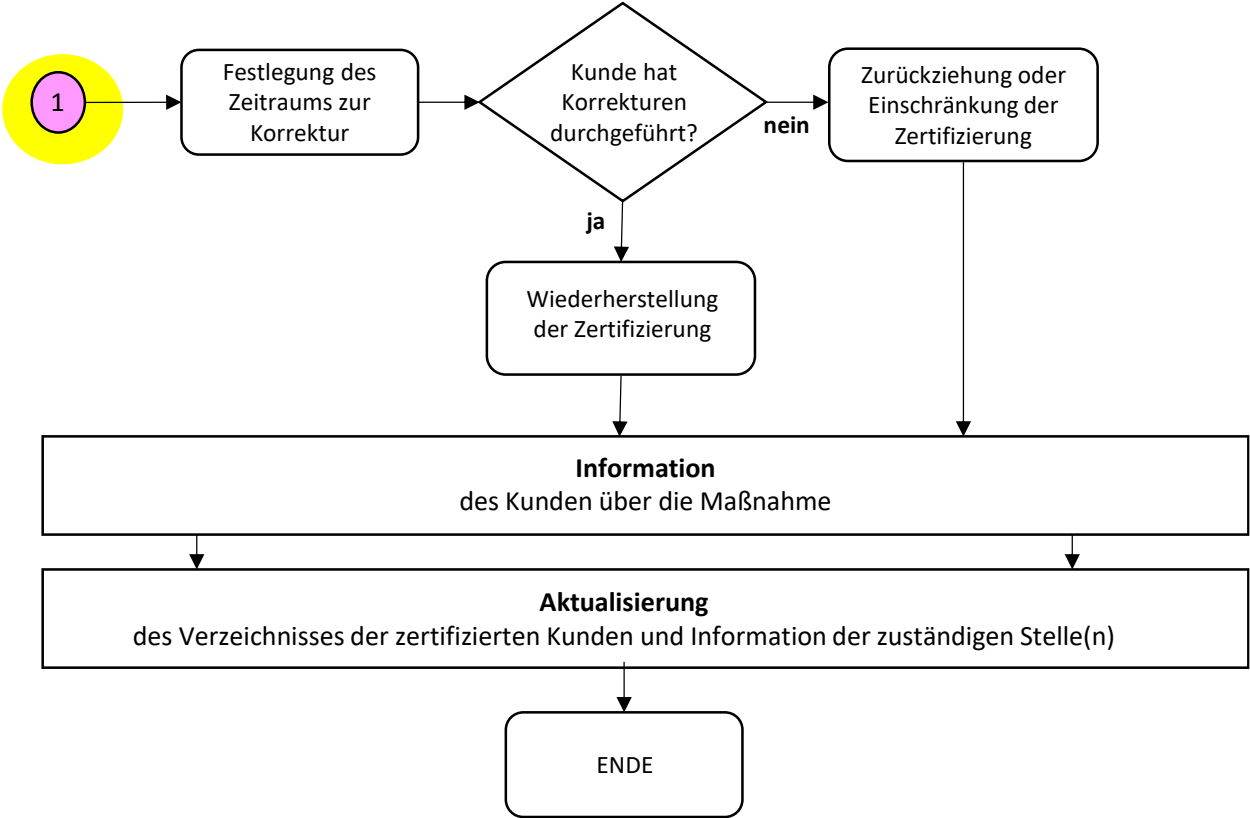 1
Festlegung des
Zeitraums zur
Korrektur
Kunde hat
Korrekturen
durchgeführt?
nein
Zurückziehung oder
Einschränkung der
Zertifizierung
ja
Wiederherstellung
der Zertifizierung
Information
des Kunden über die Maßnahme
Aktualisierung
des Verzeichnisses der zertifizierten Kunden und Information der zuständigen Stelle(n)
ENDE